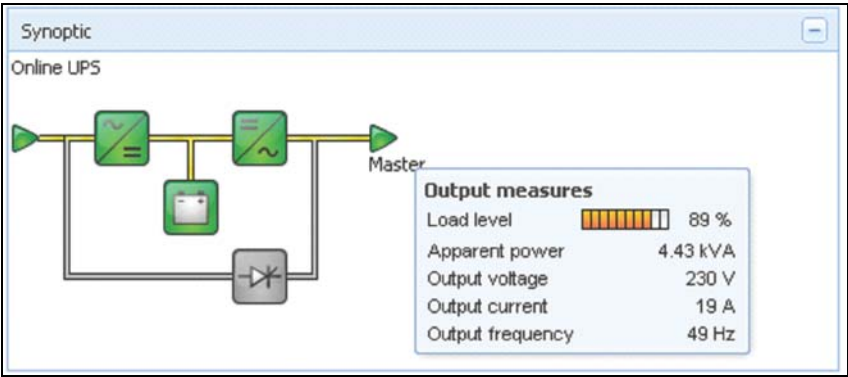 Synoptic
Online UPS
Master
Output measures
Load level 89 %
Apparent power 4.43 kVA
Output voltage 230 V
Output current 19 A
Output frequency 49 Hz